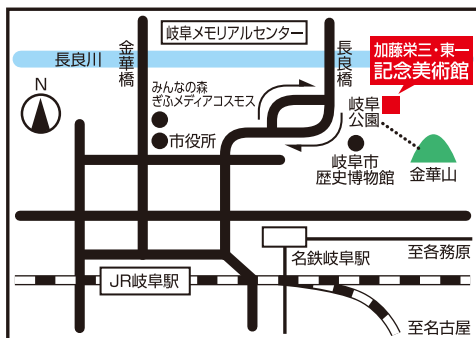 岐阜メモリアルセンター
金華橋
長良橋
加藤栄三・東一
記念美術館
長良川
N
みんなの森
ぎふメディアコスモス
岐阜
公園
市役所
岐阜市
歴史博物館
金華山
名鉄岐阜駅
至各務原
JR岐阜駅
至名古屋